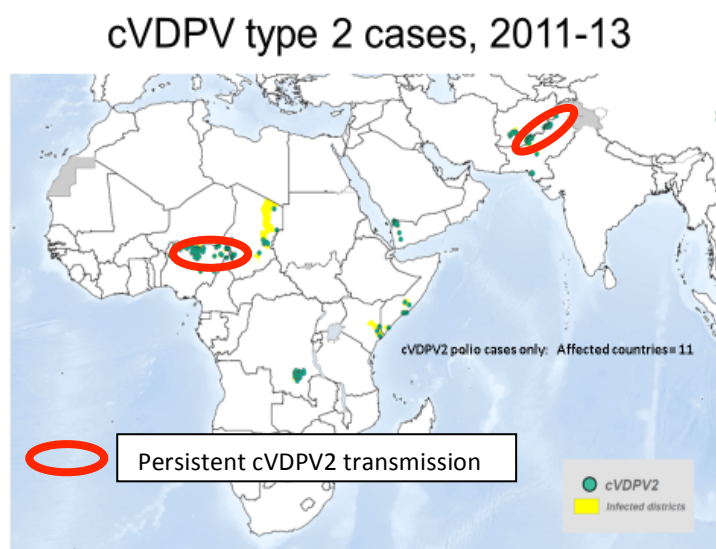 cVDPV type 2 cases, 2011-13
cVDPV2 polio cases only: Affected countries= 11
Persistent cVDPV2 transmission
cVDPV2
Infected districts